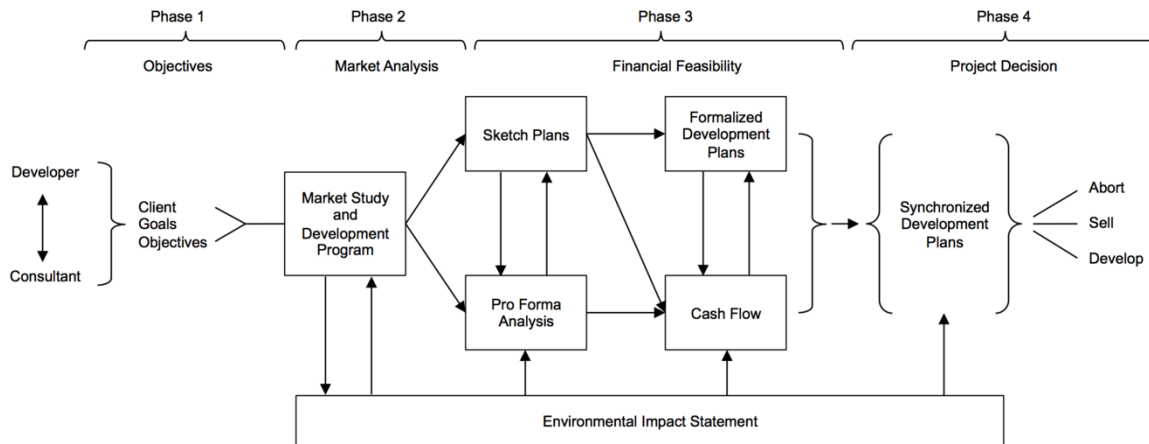 Phase 1
Phase 2
Phase 3
Phase 4
Objectives
Market Analysis
Financial Feasibility
Project Decision
Developer
Consultant
Client
Goals
Objectives
Market Study
and
Development
Program
Sketch Plans
Pro Forma
Analysis
Formalized
Development
Plans
Cash Flow
Synchronized
Development
Plans
Abort
Sell
Develop
Environmental Impact Statement